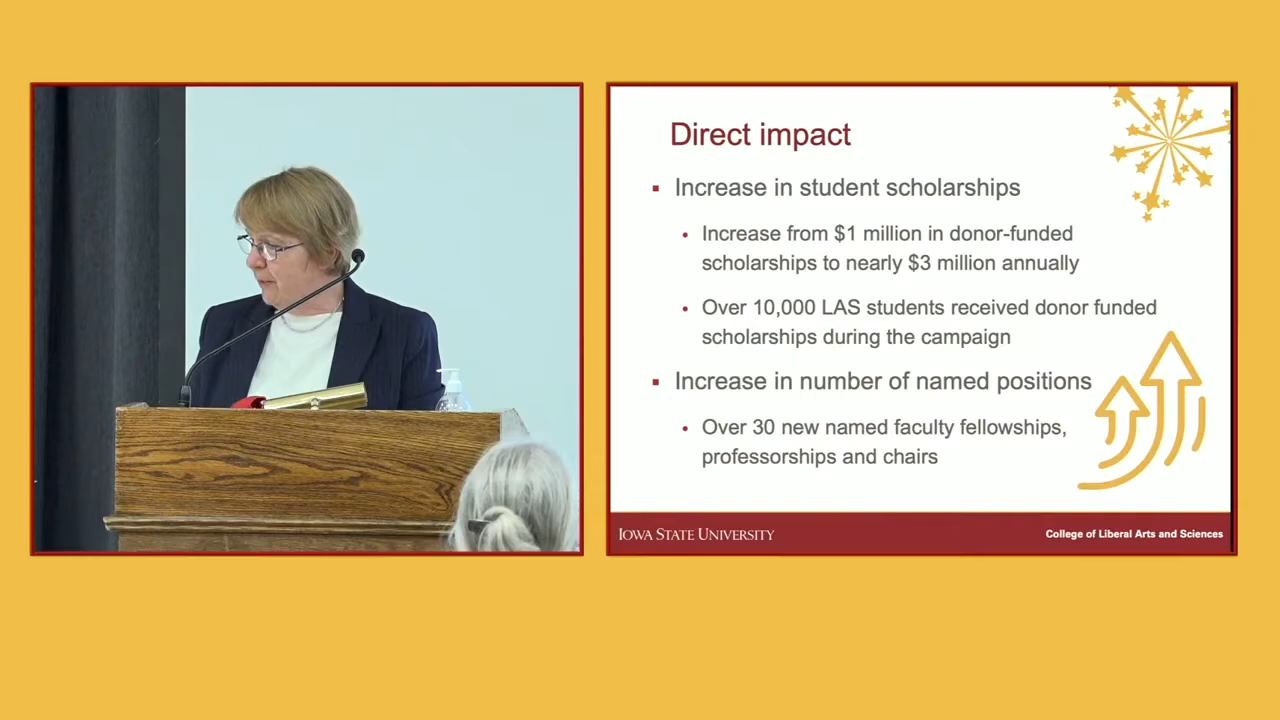 Direct impact
Increase in student scholarships
Increase from $1 million in donor-funded
scholarships to nearly $3 million annually
Over 10,000 LAS students received donor funded
scholarships during the campaign
Increase in number of named positions
Over 30 new named faculty fellowships,
professorships and chairs
IOWA STATE UNIVERSITY
College of Liberal Arts and Sciences